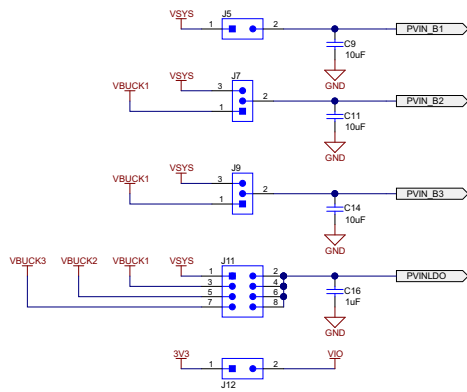 VSYS J5 PVIN_B1
1 2
C9
10uF
GND
VSYS J7
VBUCK1 3 2 PVIN_B2
1 C11
10uF
GND
VSYS J9
VBUCK1 3 2 PVIN_B3
1 C14
10uF
GND
VBUCK3 VBUCK2 VBUCK1 VSYS J11
1 2 PVINLDO
3 4
5 6 C16
7 8 1uF
GND
3V3 VIO
1 2
J12